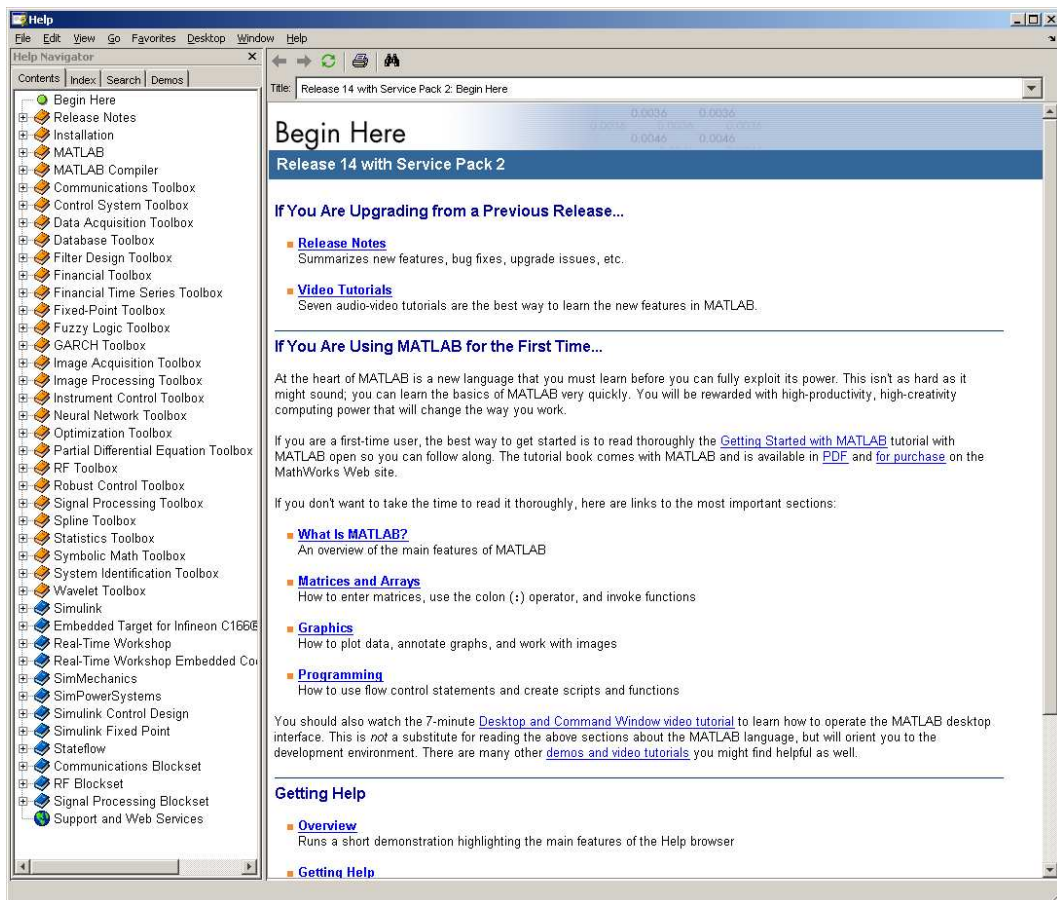 Help
File Edit View Go Favorites Desktop Window Help
Help Navigator
Contents Index Search Demos
Begin Here
Release Notes
Installation
MATLAB
MATLAB Compiler
Communications Toolbox
Control System Toolbox
Data Acquisition Toolbox
Database Toolbox
Filter Design Toolbox
Financial Toolbox
Financial Time Series Toolbox
Fixed-Point Toolbox
Fuzzy Logic Toolbox
GARCH Toolbox
Image Acquisition Toolbox
Image Processing Toolbox
Instrument Control Toolbox
Neural Network Toolbox
Optimization Toolbox
Partial Differential Equation Toolbox
RF Toolbox
Robust Control Toolbox
Signal Processing Toolbox
Spline Toolbox
Statistics Toolbox
Symbolic Math Toolbox
System Identification Toolbox
Wavelet Toolbox
Simulink
Embedded Target for Infineon
Real-Time Workshop
Real-Time Workshop Embedded
SimMechanics
SimPowerSystems
Simulink Control Design
Simulink Fixed Point
Stateflow
Communications Blockset
RF Blockset
Signal Processing Blockset
Support and Web Services
Title: Release 14 with Service Pack 2: Begin Here
0.0036 0.0036
Begin Here
0.0046 0.0046
Release 14 with Service Pack 2
If You Are Upgrading from a Previous Release...
Release Notes
Summarizes new features, bug fixes, upgrade issues, etc.
Video Tutorials
Seven audio-video tutorials are the best way to learn the new features in MATLAB.
If You Are Using MATLAB for the First Time...
At the heart of MATLAB is a new language that you must learn before you can fully exploit its power. This isn't as hard as it
might sound; you can learn the basics of MATLAB very quickly. You will be rewarded with high-productivity, high-creativity
computing power that will change the way you work.
If you are a first-time user, the best way to get started is to read thoroughly the Getting Started with MATLAB tutorial with
MATLAB open so you can follow along. The tutorial book comes with MATLAB and is available in PDF and for purchase on the
MathWorks Web site.
If you don't want to take the time to read it thoroughly, here are links to the most important sections:
What Is MATLAB?
An overview of the main features of MATLAB
Matrices and Arrays
How to enter matrices, use the colon (:) operator, and invoke functions
Graphics
How to plot data, annotate graphs, and work with images
Programming
How to use flow control statements and create scripts and functions
You should also watch the 7-minute Desktop and Command Window video tutorial to learn how to operate the MATLAB desktop
interface. This is not a substitute for reading the above sections about the MATLAB language, but will orient you to the
development environment. There are many other demos and video tutorials you might find helpful as well.
Getting Help
Overview
Runs a short demonstration highlighting the main features of the Help browser
Getting Help